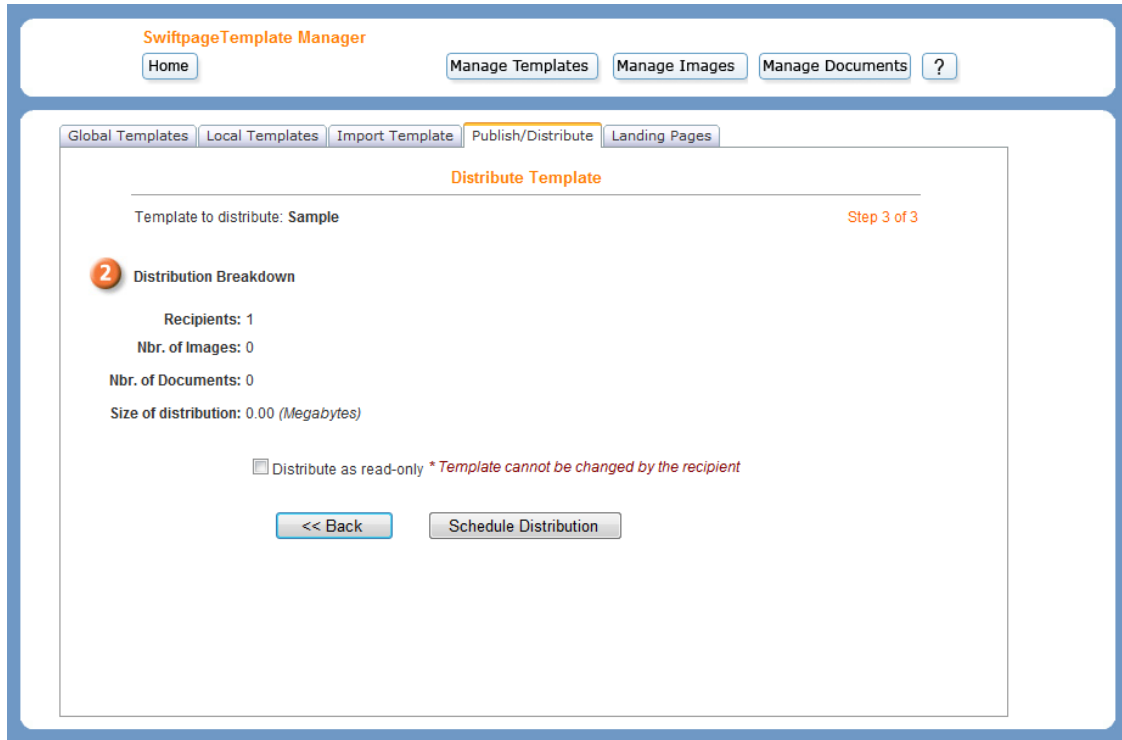 SwiftpageTemplate Manager
Home Manage Templates Manage Images Manage Documents ?
Global Templates Local Templates Import Template Publish/Distribute Landing Pages
Distribute Template
Template to distribute: Sample Step 3 of 3
2 Distribution Breakdown
Recipients: 1
Nbr. of Images: 0
Nbr. of Documents: 0
Size of distribution: 0.00 (Megabytes)
Distribute as read-only * Template cannot be changed by the recipient
<< Back Schedule Distribution